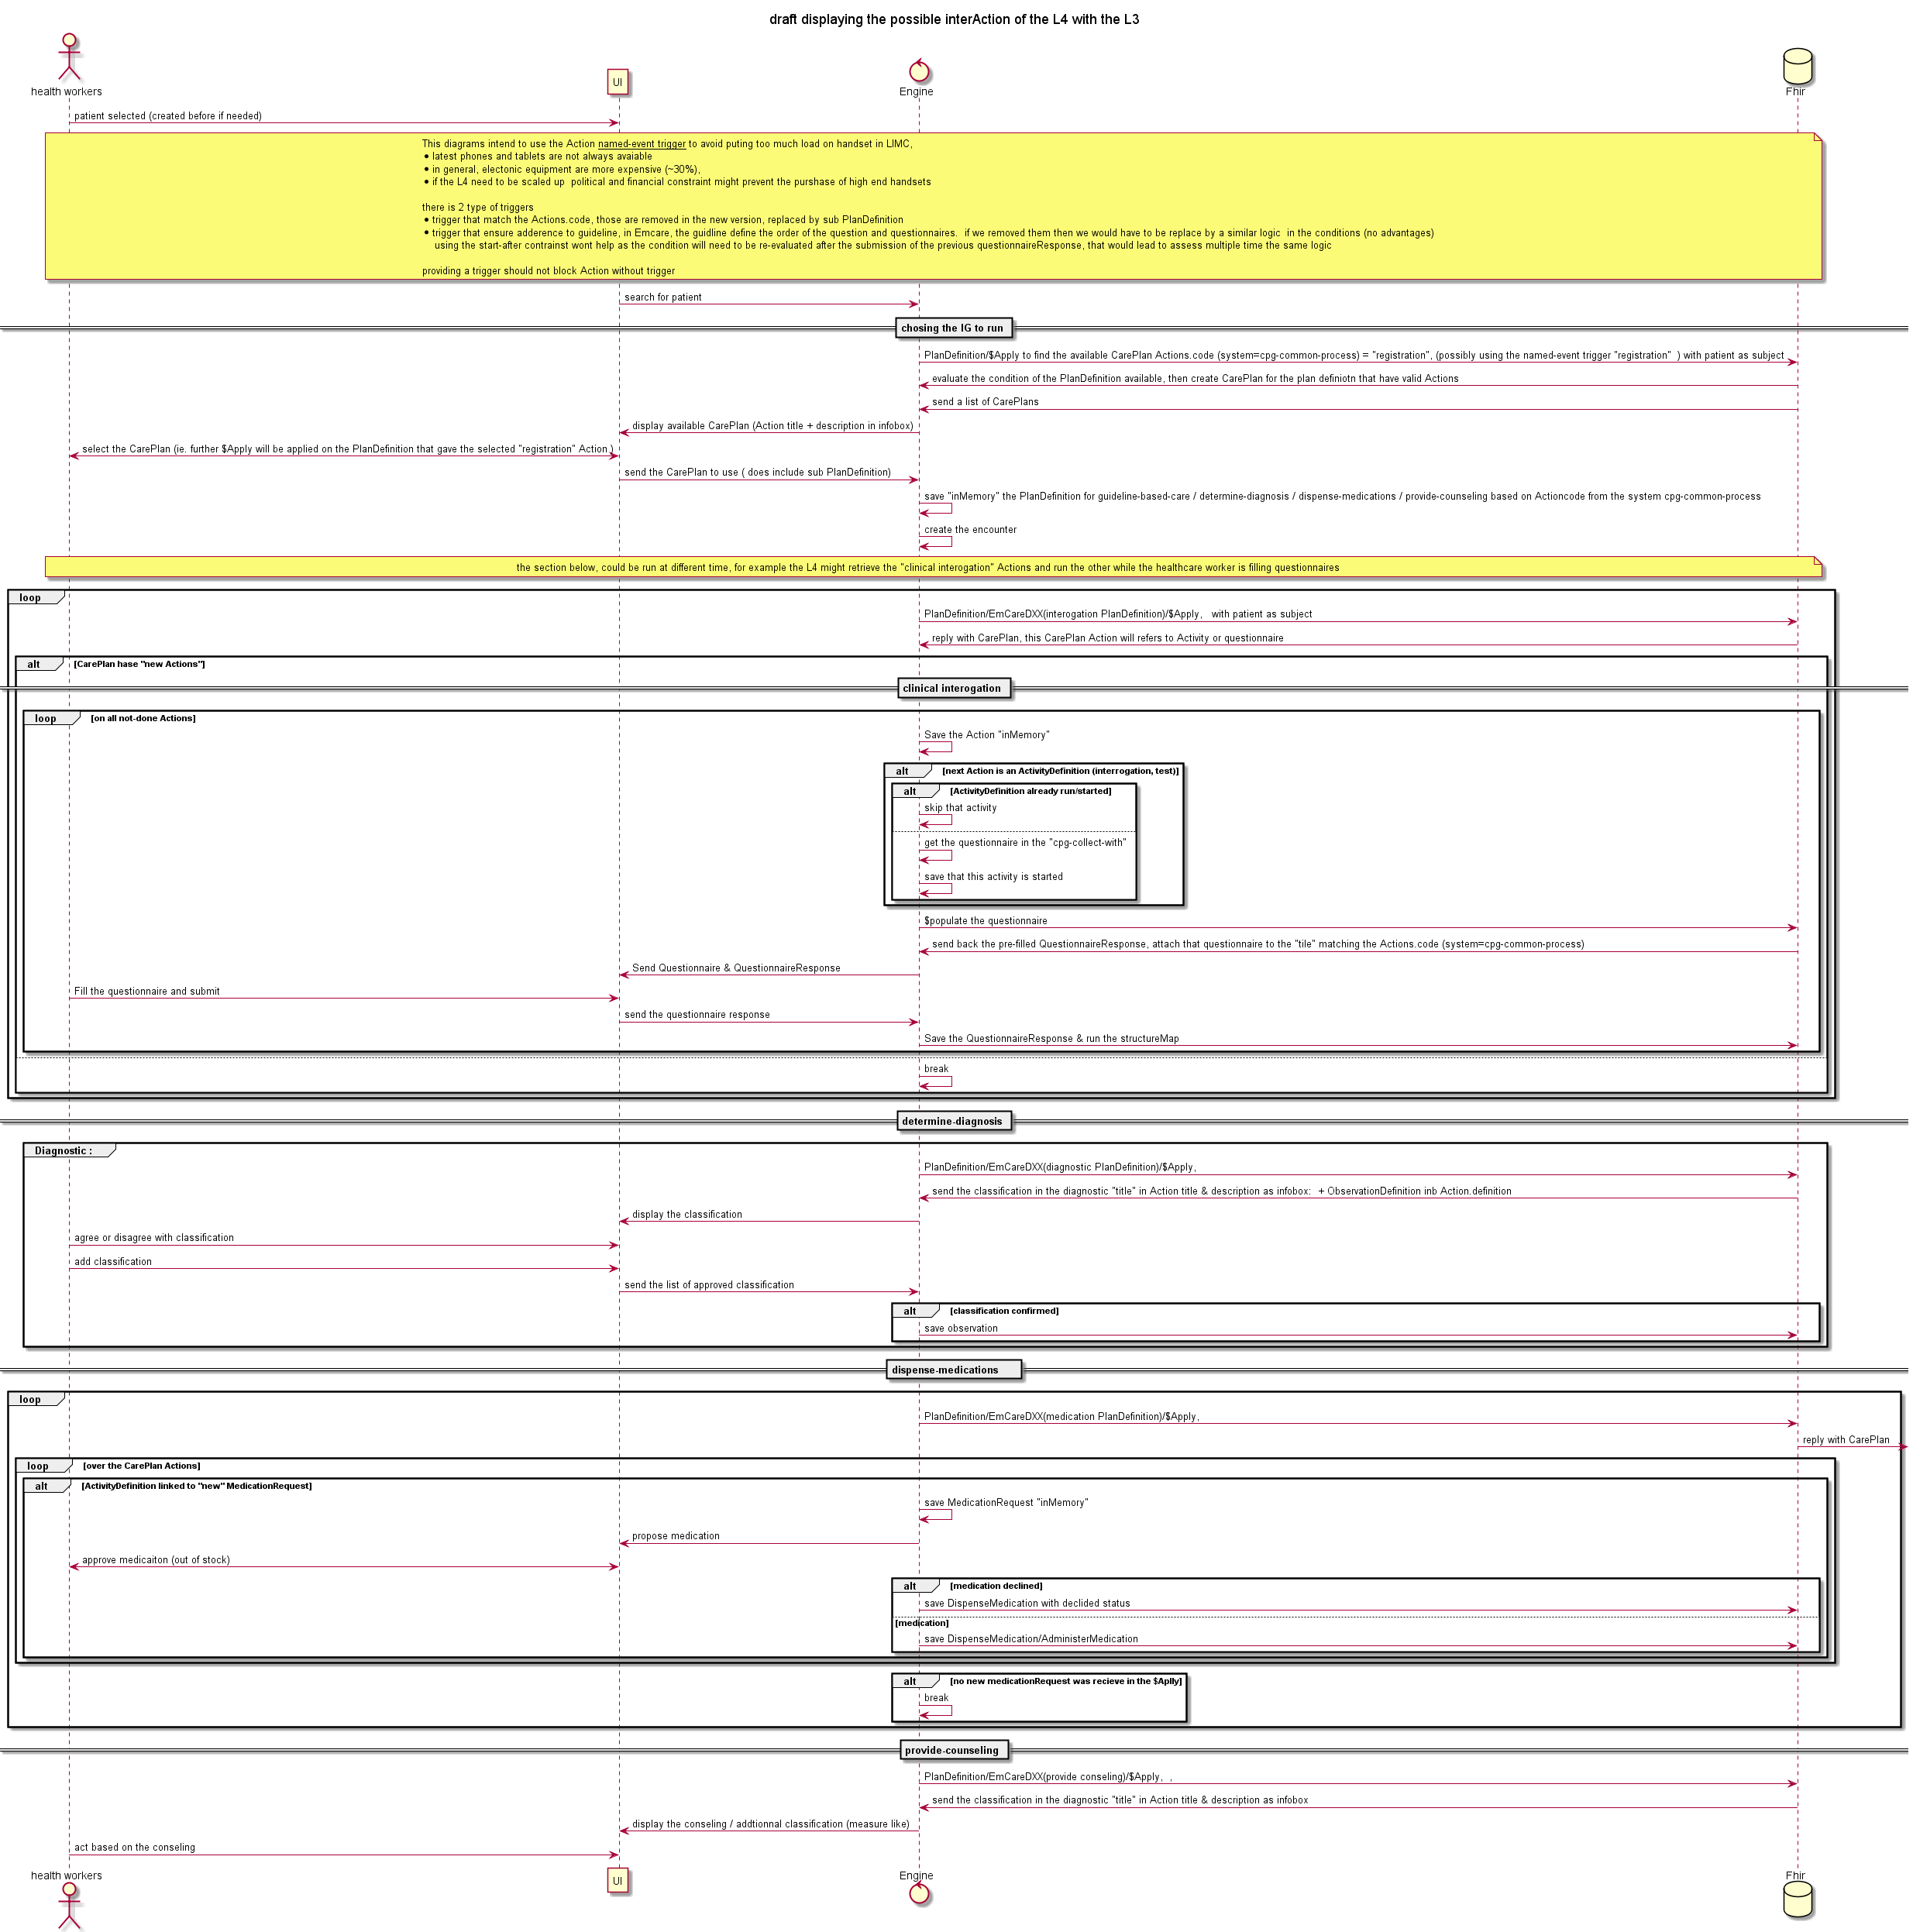 draft displaying the possible interAction of the L4 with the L3
health workers
UI
Engine
Fhir
patient selected (created before if needed)
This diagrams intend to use the Action named-event trigger to avoid puting too much load on handset in LIMC,
• latest phones and tablets are not always avaiable
• in general, electonic equipment are more expensive (~30%),
• if the L4 need to be scaled up  political and financial constraint might prevent the purshase of high end handsets
there is 2 type of triggers
• trigger that match the Actions.code, those are removed in the new version, replaced by sub PlanDefinition
• trigger that ensure adderence to guideline, in Emcare, the guidline define the order of the question and questionnaires.  if we removed them then we would have to be replace by a similar logic  in the conditions (no advantages)
using the start-after contrainst wont help as the condition will need to be re-evaluated after the submission of the previous questionnaireResponse, that would lead to assess multiple time the same logic
providing a trigger should not block Action without trigger
search for patient
chosing the IG to run
PlanDefinition/$Apply to find the available CarePlan Actions.code (system=cpg-common-process) = "registration", (possibly using the named-event trigger "registration"  ) with patient as subject
evaluate the condition of the PlanDefinition available, then create CarePlan for the plan definiotn that have valid Actions
send a list of CarePlans
display available CarePlan (Action title + description in infobox)
select the CarePlan (ie. further $Apply will be applied on the PlanDefinition that gave the selected "registration" Action )
send the CarePlan to use ( does include sub PlanDefinition)
save "inMemory" the PlanDefinition for guideline-based-care / determine-diagnosis / dispense-medications / provide-counseling based on Actioncode from the system cpg-common-process
create the encounter
the section below, could be run at different time, for example the L4 might retrieve the "clinical interogation" Actions and run the other while the healthcare worker is filling questionnaires
loop
PlanDefinition/EmCareDXX(interogation PlanDefinition)/$Apply,   with patient as subject
reply with CarePlan, this CarePlan Action will refers to Activity or questionnaire
alt [CarePlan hase "new Actions"]
clinical interogation
loop [on all not-done Actions]
Save the Action "inMemory"
alt [next Action is an ActivityDefinition (interrogation, test)]
alt [ActivityDefinition already run/started]
skip that activity
get the questionnaire in the "cpg-collect-with"
save that this activity is started
$populate the questionnaire
send back the pre-filled QuestionnaireResponse, attach that questionnaire to the "tile" matching the Actions.code (system=cpg-common-process)
Send Questionnaire & QuestionnaireResponse
Fill the questionnaire and submit
send the questionnaire response
Save the QuestionnaireResponse & run the structureMap
break
determine-diagnosis
Diagnostic :
PlanDefinition/EmCareDXX(diagnostic PlanDefinition)/$Apply,
send the classification in the diagnostic "title" in Action title & description as infobox:  + ObservationDefinition inb Action.definition
display the classification
agree or disagree with classification
add classification
send the list of approved classification
alt [classification confirmed]
save observation
dispense-medications
loop
PlanDefinition/EmCareDXX(medication PlanDefinition)/$Apply,
reply with CarePlan
loop [over the CarePlan Actions]
alt [ActivityDefinition linked to "new" MedicationRequest]
save MedicationRequest "inMemory"
propose medication
approve medicaiton (out of stock)
alt [medication declined]
save DispenseMedication with declided status
[medication]
save DispenseMedication/AdministerMedication
alt [no new medicationRequest was recieve in the $Aplly]
break
provide-counseling
PlanDefinition/EmCareDXX(provide conseling)/$Apply,  ,
send the classification in the diagnostic "title" in Action title & description as infobox
display the conseling / addtionnal classification (measure like)
act based on the conseling
health workers
UI
Engine
Fhir